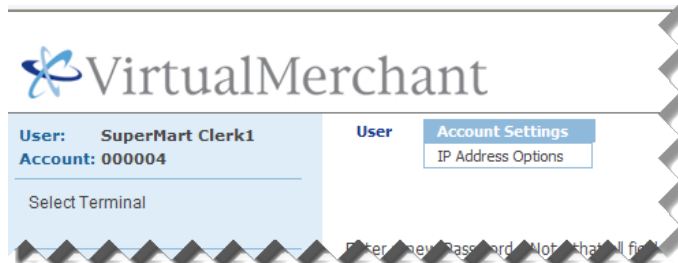 VirtualMerchant
User: SuperMart Clerk1
Account: 000004
Select Terminal
User Account Settings
IP Address Options